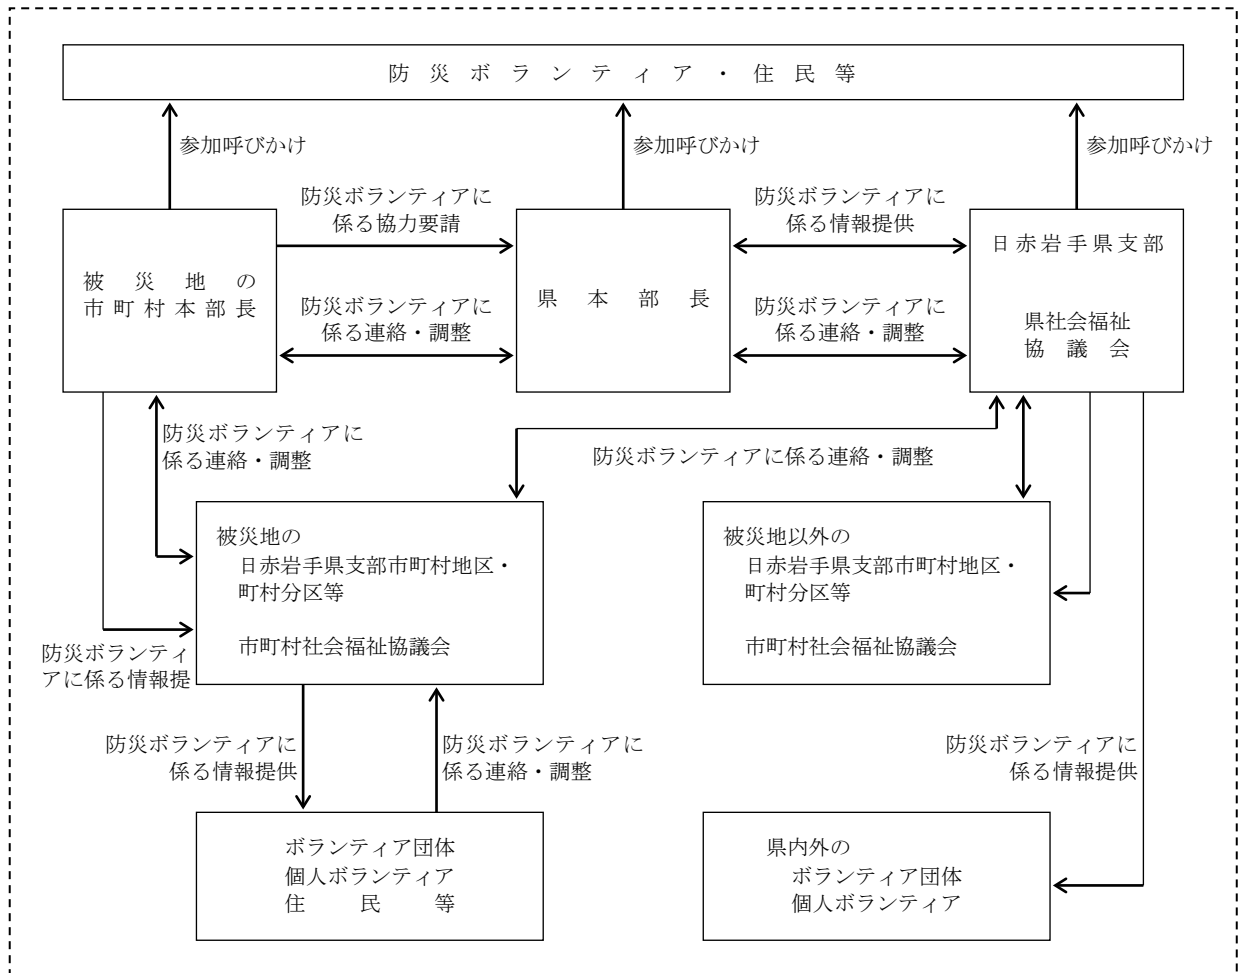 防災ボランティア・住民等
参加呼びかけ
参加呼びかけ
参加呼びかけ
防災ボランティアに
係る協力要請
防災ボランティアに
係る情報提供
被災地の
市町村本部長
防災ボランティアに
係る連絡・調整
県本部長
防災ボランティアに
係る連絡・調整
日赤岩手県支部
県社会福祉
協議会
防災ボランティアに
係る連絡・調整
防災ボランティアに係る連絡・調整
被災地の
日赤岩手県支部市町村地区・
町村分区等
市町村社会福祉協議会
被災地以外の
日赤岩手県支部市町村地区・
町村分区等
市町村社会福祉協議会
防災ボランティ
アに係る情報提
防災ボランティアに
係る情報提供
防災ボランティアに
係る連絡・調整
防災ボランティアに
係る情報提供
ボランティア団体
個人ボランティア
住民等
県内外の
ボランティア団体
個人ボランティア